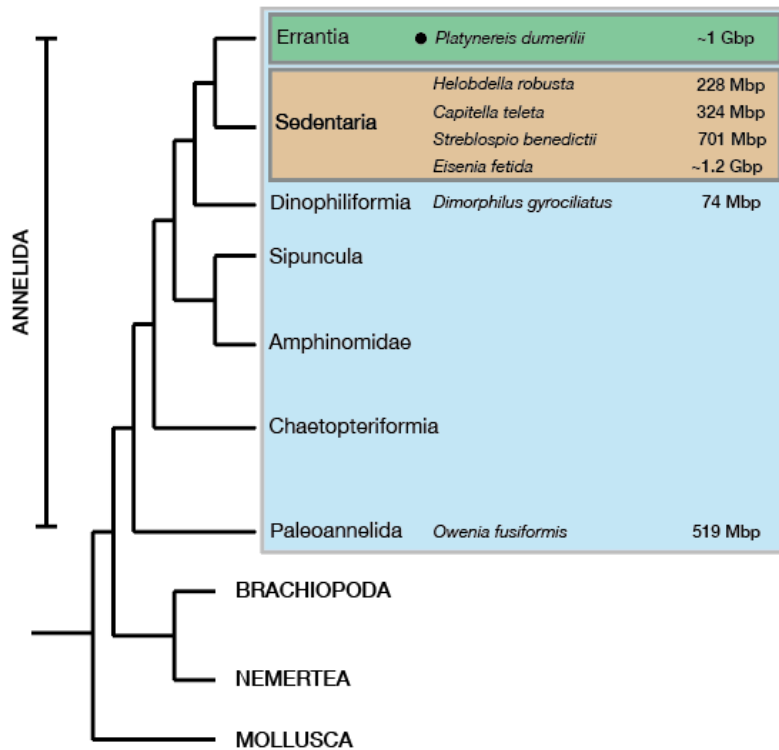 ANNELIDA
Errantia ● Platynereis dumerilii ~1 Gbp
Sedentaria
Helobdella robusta 228 Mbp
Capitella teleta 324 Mbp
Streblospio benedictii 701 Mbp
Eisenia fetida ~1.2 Gbp
Dinophiliformia Dimorphilus gyrociliatus 74 Mbp
Sipuncula
Amphinomidae
Chaetopteriformia
Paleoannelida Owenia fusiformis 519 Mbp
BRACHIOPODA
NEMERTEA
MOLLUSCA